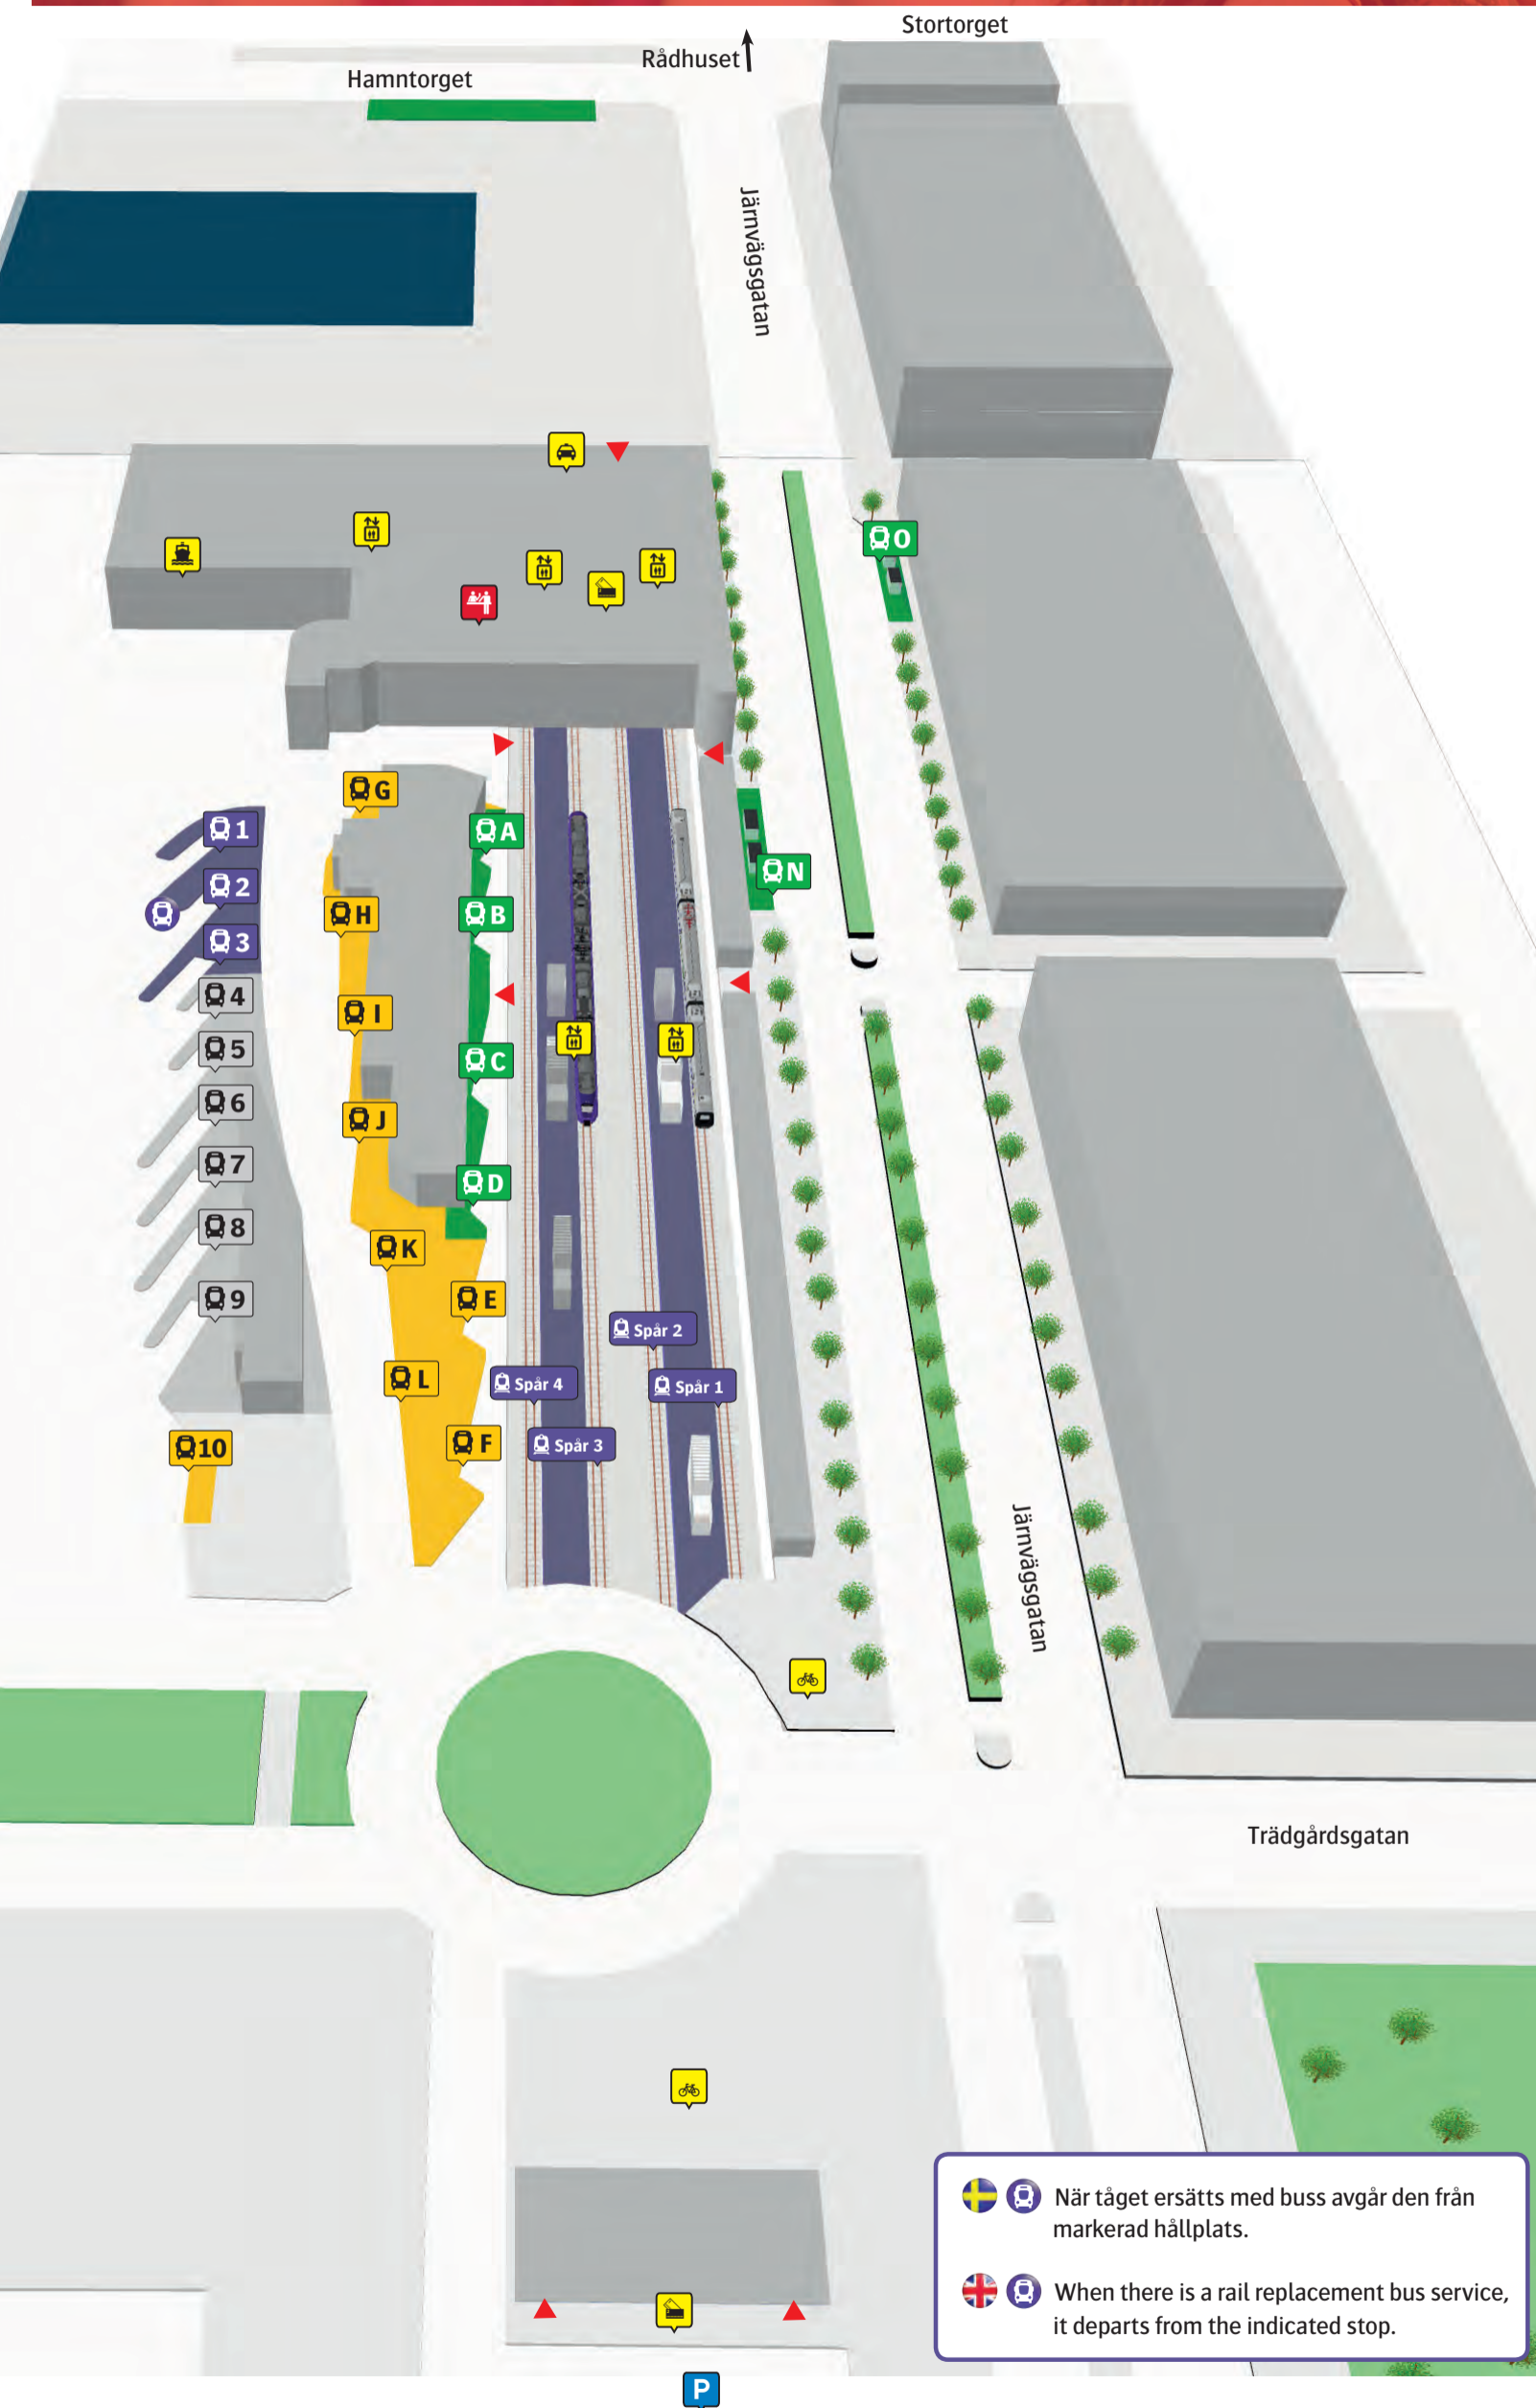 Stortorget
Rådhuset
Hamntorget
Järnvägsgatan
O
G
1
A
N
2
H
B
3
4
I
5
C
6
J
7
D
8
K
9
E
Spår 2
L
Spår 4
Spår 1
10
F
Spår 3
Järnvägsgatan
Trädgårdsgatan
När tåget ersätts med buss avgår den från
markerad hållplats.
When there is a rail replacement bus service,
it departs from the indicated stop.
P